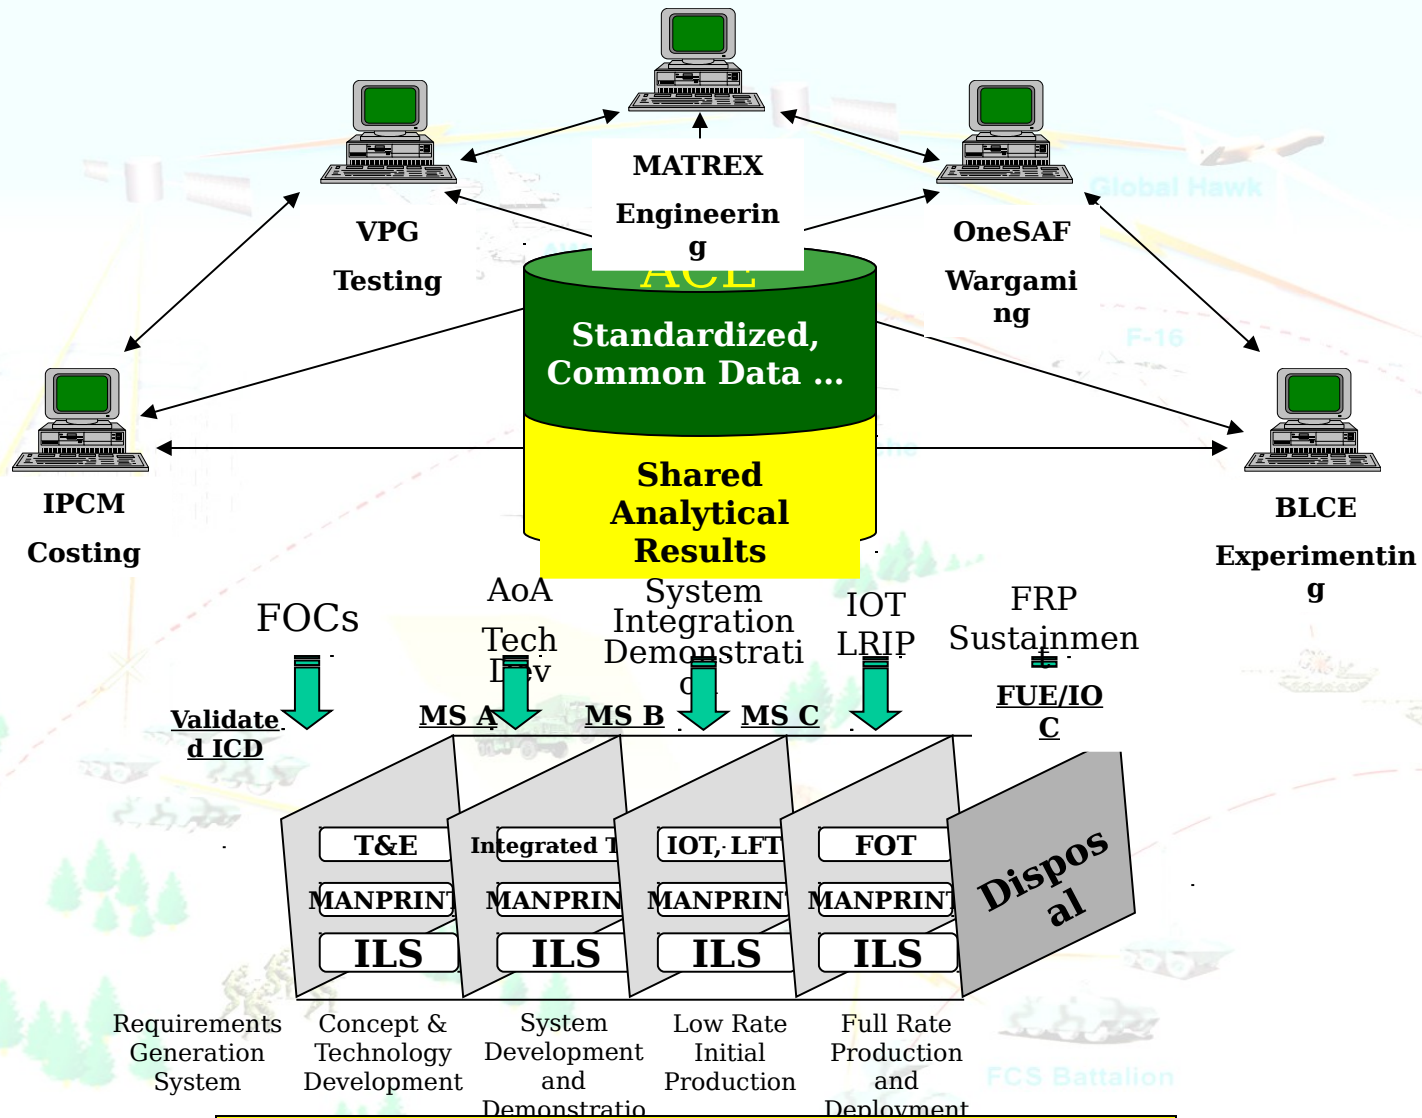 MATREX
Engineerin
g
Global Hawk
VPG
Testing
OneSAF
Wargami
ng
ACE
F-16
Standardized,
Common Data ...
Shared
Analytical
Results
IPCM
Costing
BLCE
Experimentin
g
FOCs
AoA
Tech
Dev
System
Integration
Demonstrati
IOT
LRIP
FRP
Sustainmen
t
Validate
d ICD
MS A
MS B
MS C
FUE/IO
C
T&E
Integrated T
IOT, LFT
FOT
MANPRINT
MANPRIN
MANPRINT
MANPRINT
ILS
ILS
ILS
ILS
Dispos
al
Requirements
Generation
System
Concept &
Technology
Development
System
Development
and
Demonstratio
Low Rate
Initial
Production
Full Rate
Production
and
Deployment
FCS Battalion